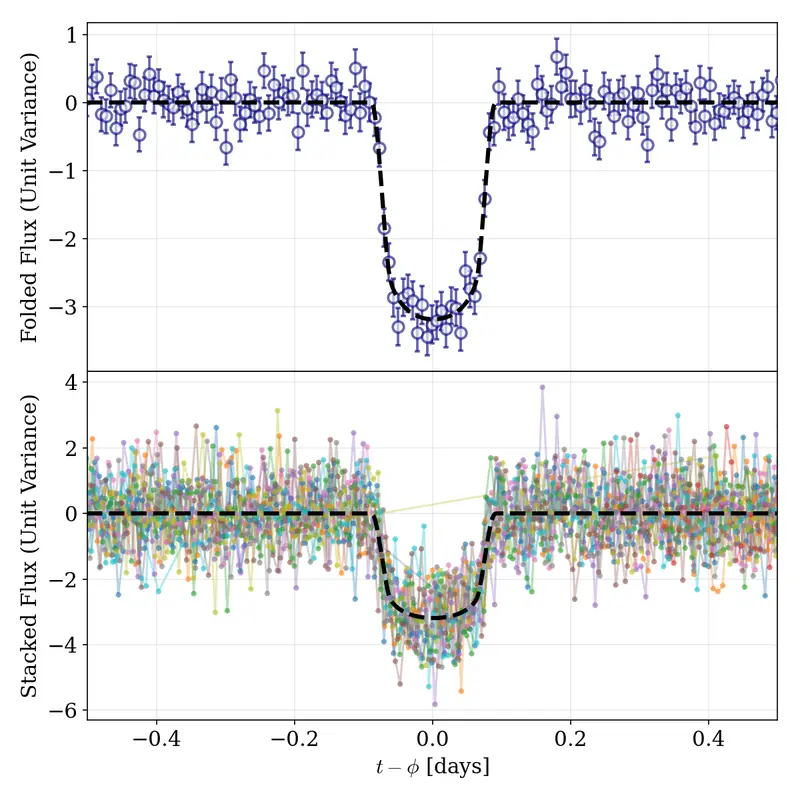 Folded Flux (Unit Variance)
1
0
−1
−2
−3
Stacked Flux (Unit Variance)
4
2
0
−2
−4
−6
−0.4 −0.2 0.0 0.2 0.4
t − ϕ [days]